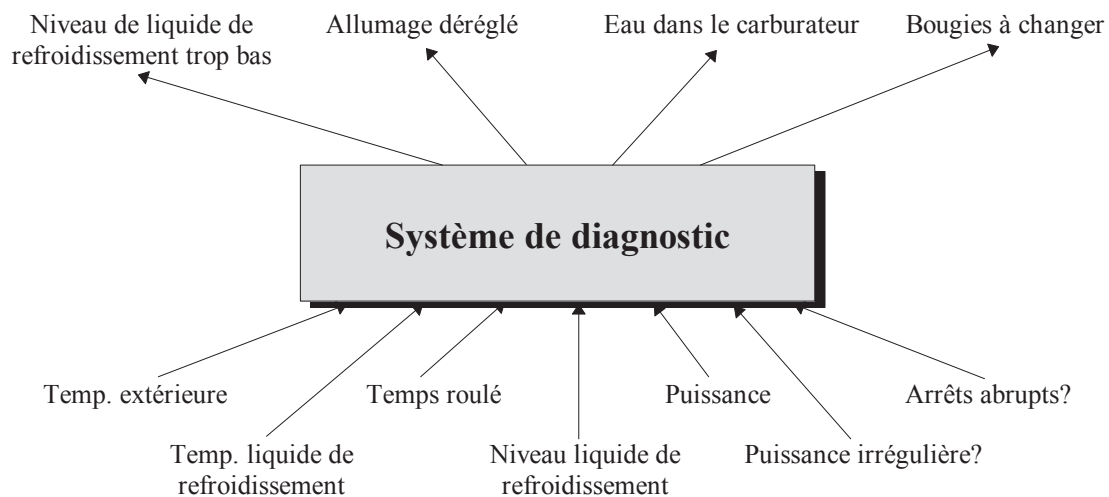 Niveau de liquide de
refroidissement trop bas
Allumage déréglé
Eau dans le carburateur
Bougies à changer
Système de diagnostic
Temp. extérieure
Temps roulé
Puissance
Arrêts abrupts?
Temp. liquide de
refroidissement
Niveau liquide de
refroidissement
Puissance irrégulière?